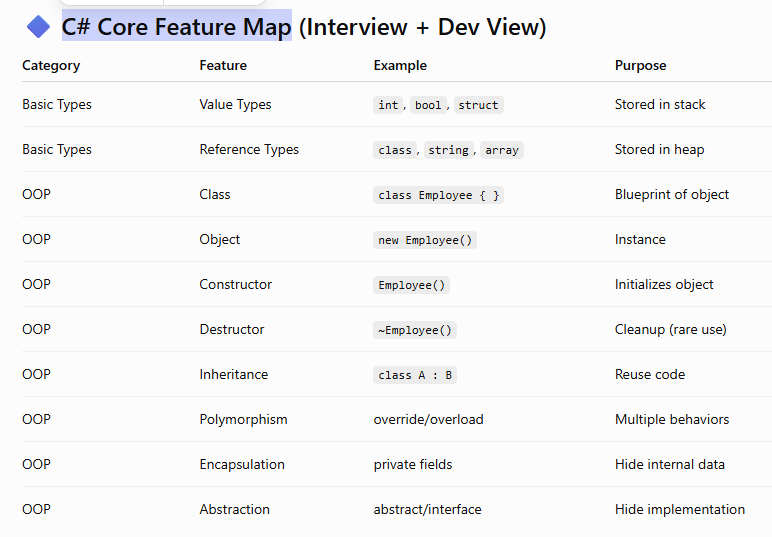 C# Core Feature Map (Interview + Dev View)
Category Feature Example Purpose
Basic Types Value Types int, bool, struct Stored in stack
Basic Types Reference Types class, string, array Stored in heap
OOP Class class Employee { } Blueprint of object
OOP Object new Employee() Instance
OOP Constructor Employee() Initializes object
OOP Destructor ~Employee() Cleanup (rare use)
OOP Inheritance class A : B Reuse code
OOP Polymorphism override/overload Multiple behaviors
OOP Encapsulation private fields Hide internal data
OOP Abstraction abstract/interface Hide implementation